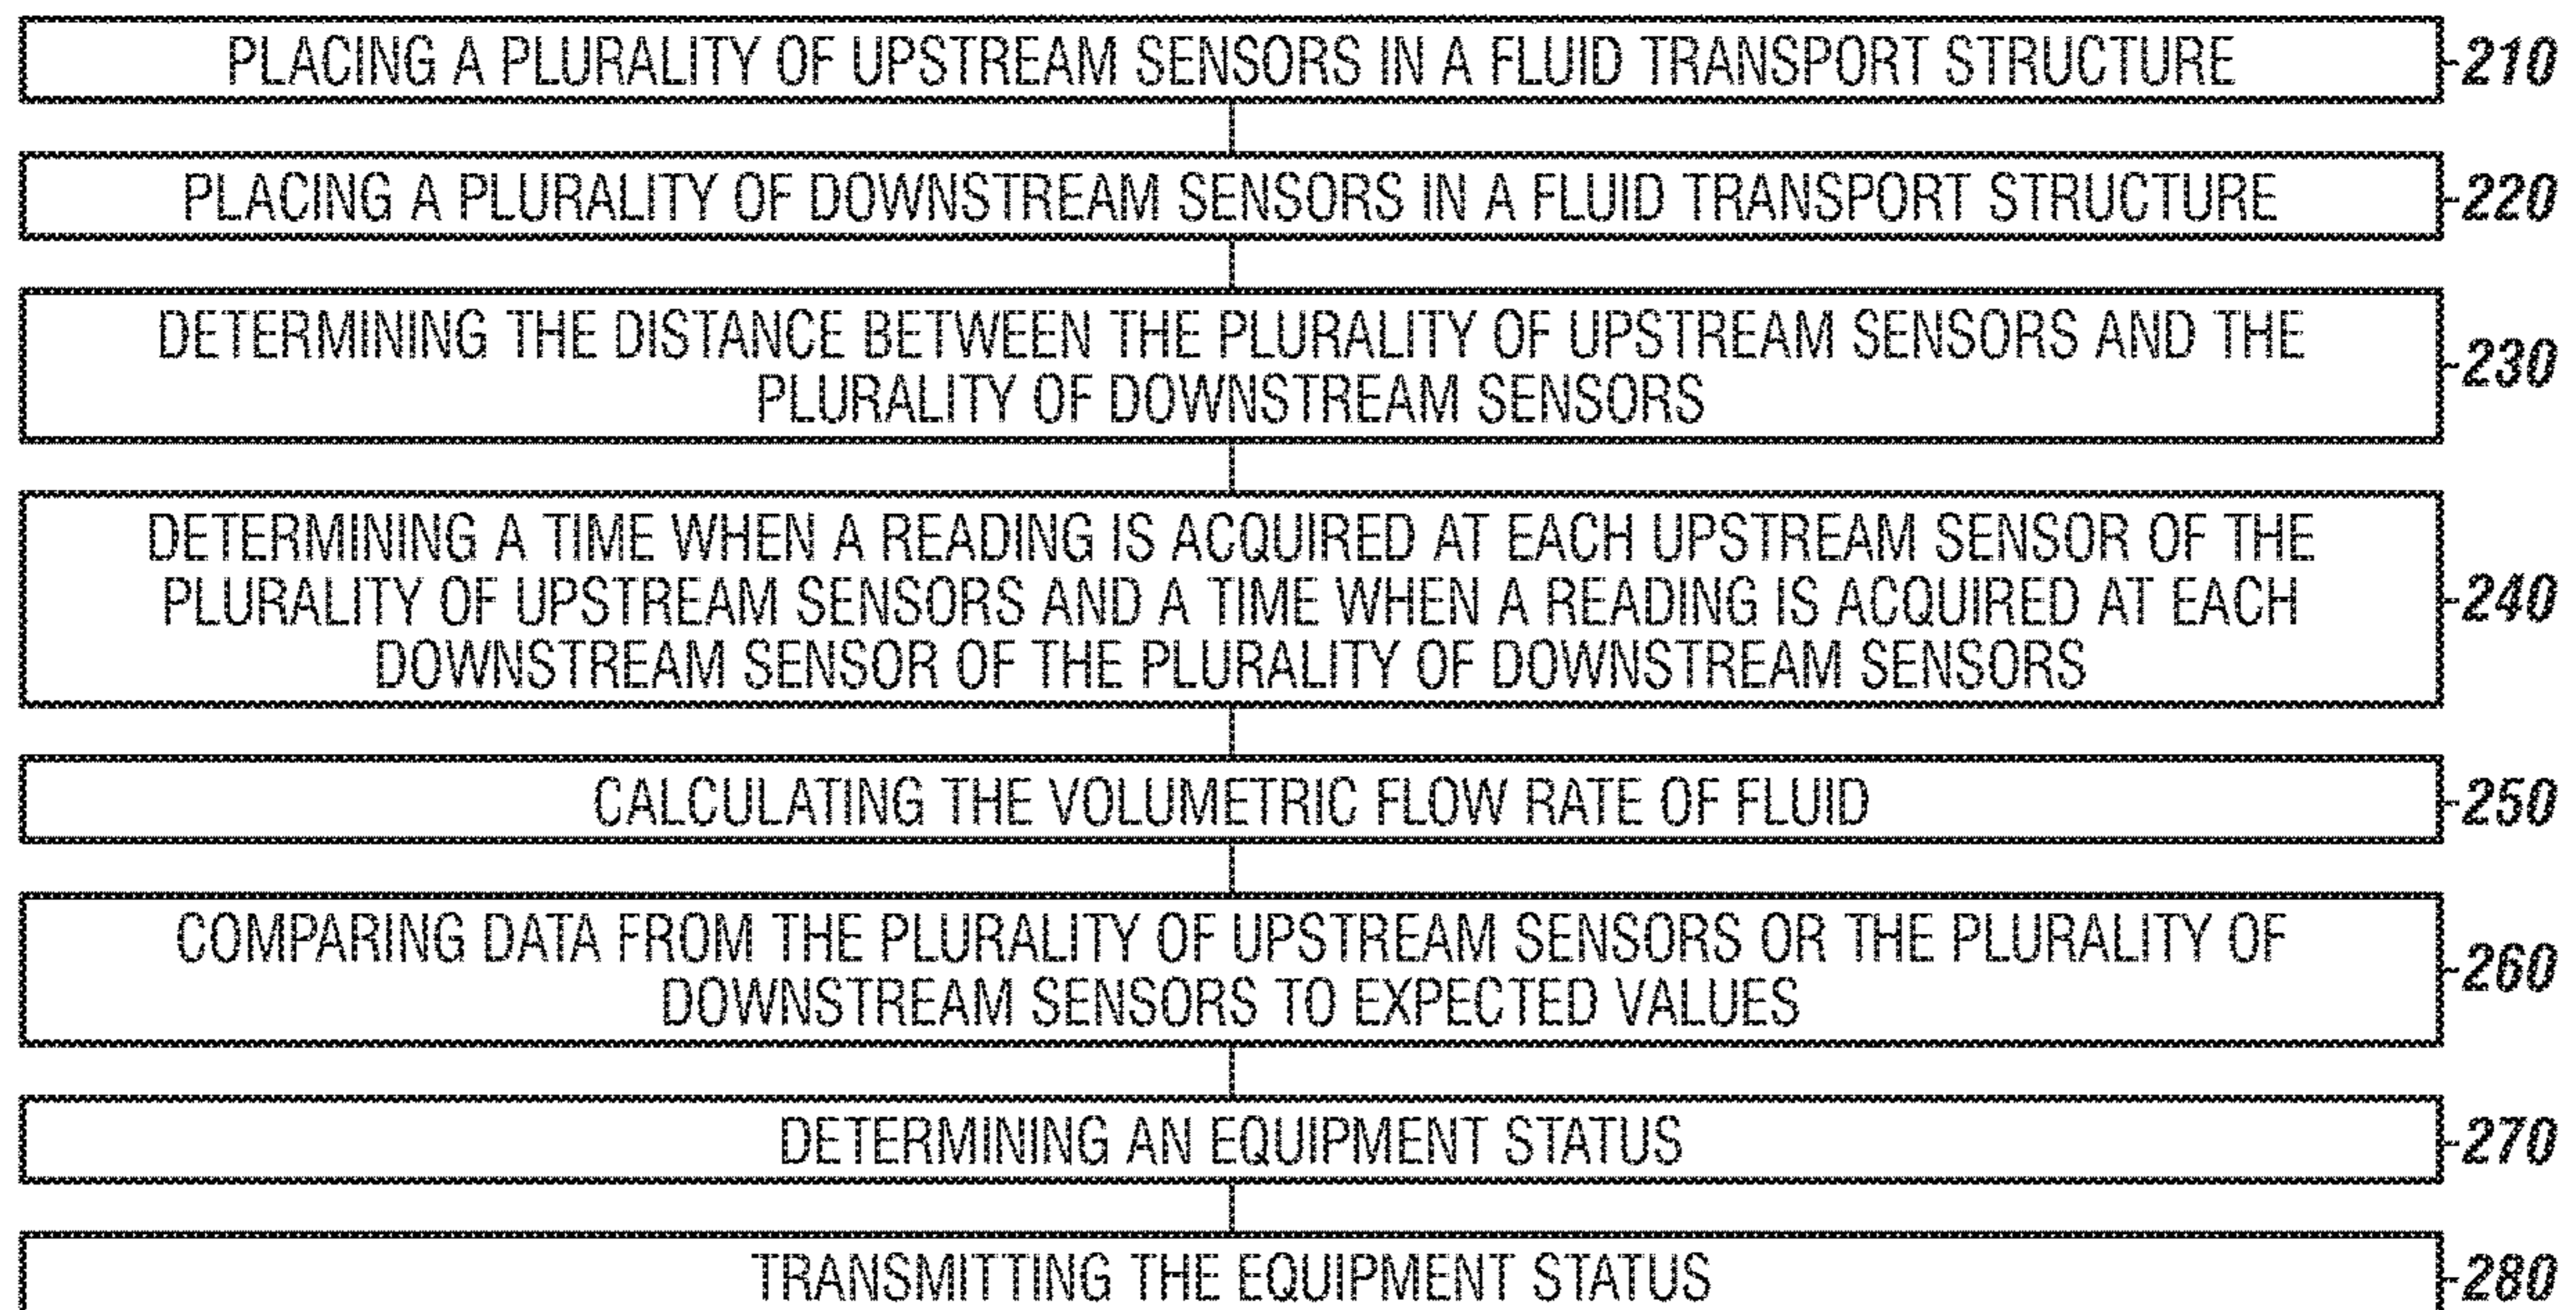 PLACING A PLURALITY OF UPSTREAM SENSORS IN A FLUID TRANSPORT STRUCTURE 210
PLACING A PLURALITY OF DOWNSTREAM SENSORS IN A FLUID TRANSPORT STRUCTURE 220
DETERMINING THE DISTANCE BETWEEN THE PLURALITY OF UPSTREAM SENSORS AND THE
PLURALITY OF DOWNSTREAM SENSORS
230
DETERMINING A TIME WHEN A READING IS ACQUIRED AT EACH UPSTREAM SENSOR OF THE
PLURALITY OF UPSTREAM SENSORS AND A TIME WHEN A READING IS ACQUIRED AT EACH
DOWNSTREAM SENSOR OF THE PLURALITY OF DOWNSTREAM SENSORS
240
CALCULATING THE VOLUMETRIC FLOW RATE OF FLUID 250
COMPARING DATA FROM THE PLURALITY OF UPSTREAM SENSORS OR THE PLURALITY OF
DOWNSTREAM SENSORS TO EXPECTED VALUES
260
DETERMINING AN EQUIPMENT STATUS 270
TRANSMITTING THE EQUIPMENT STATUS 280